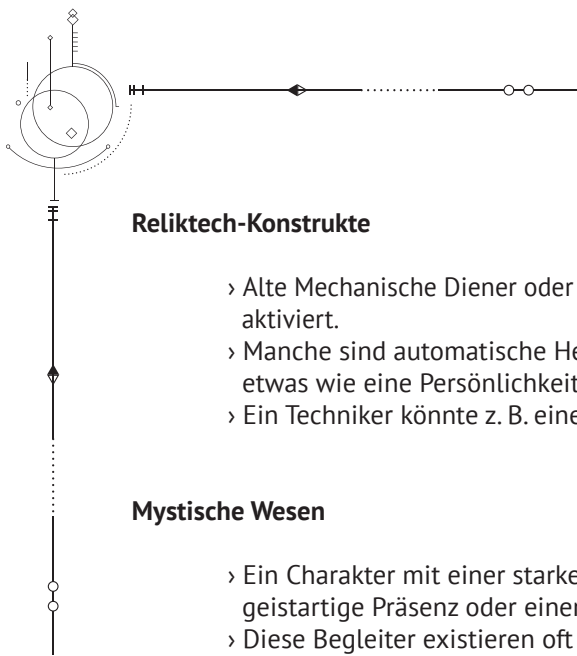 Reliktech-Konstrukte
› Alte Mechanische Diener oder
aktiviert.
› Manche sind automatische
etwas wie eine Persönlichkeit
› Ein Techniker könnte z. B. eine
Mystische Wesen
› Ein Charakter mit einer starke
geistartige Präsenz oder einer
› Diese Begleiter existieren oft